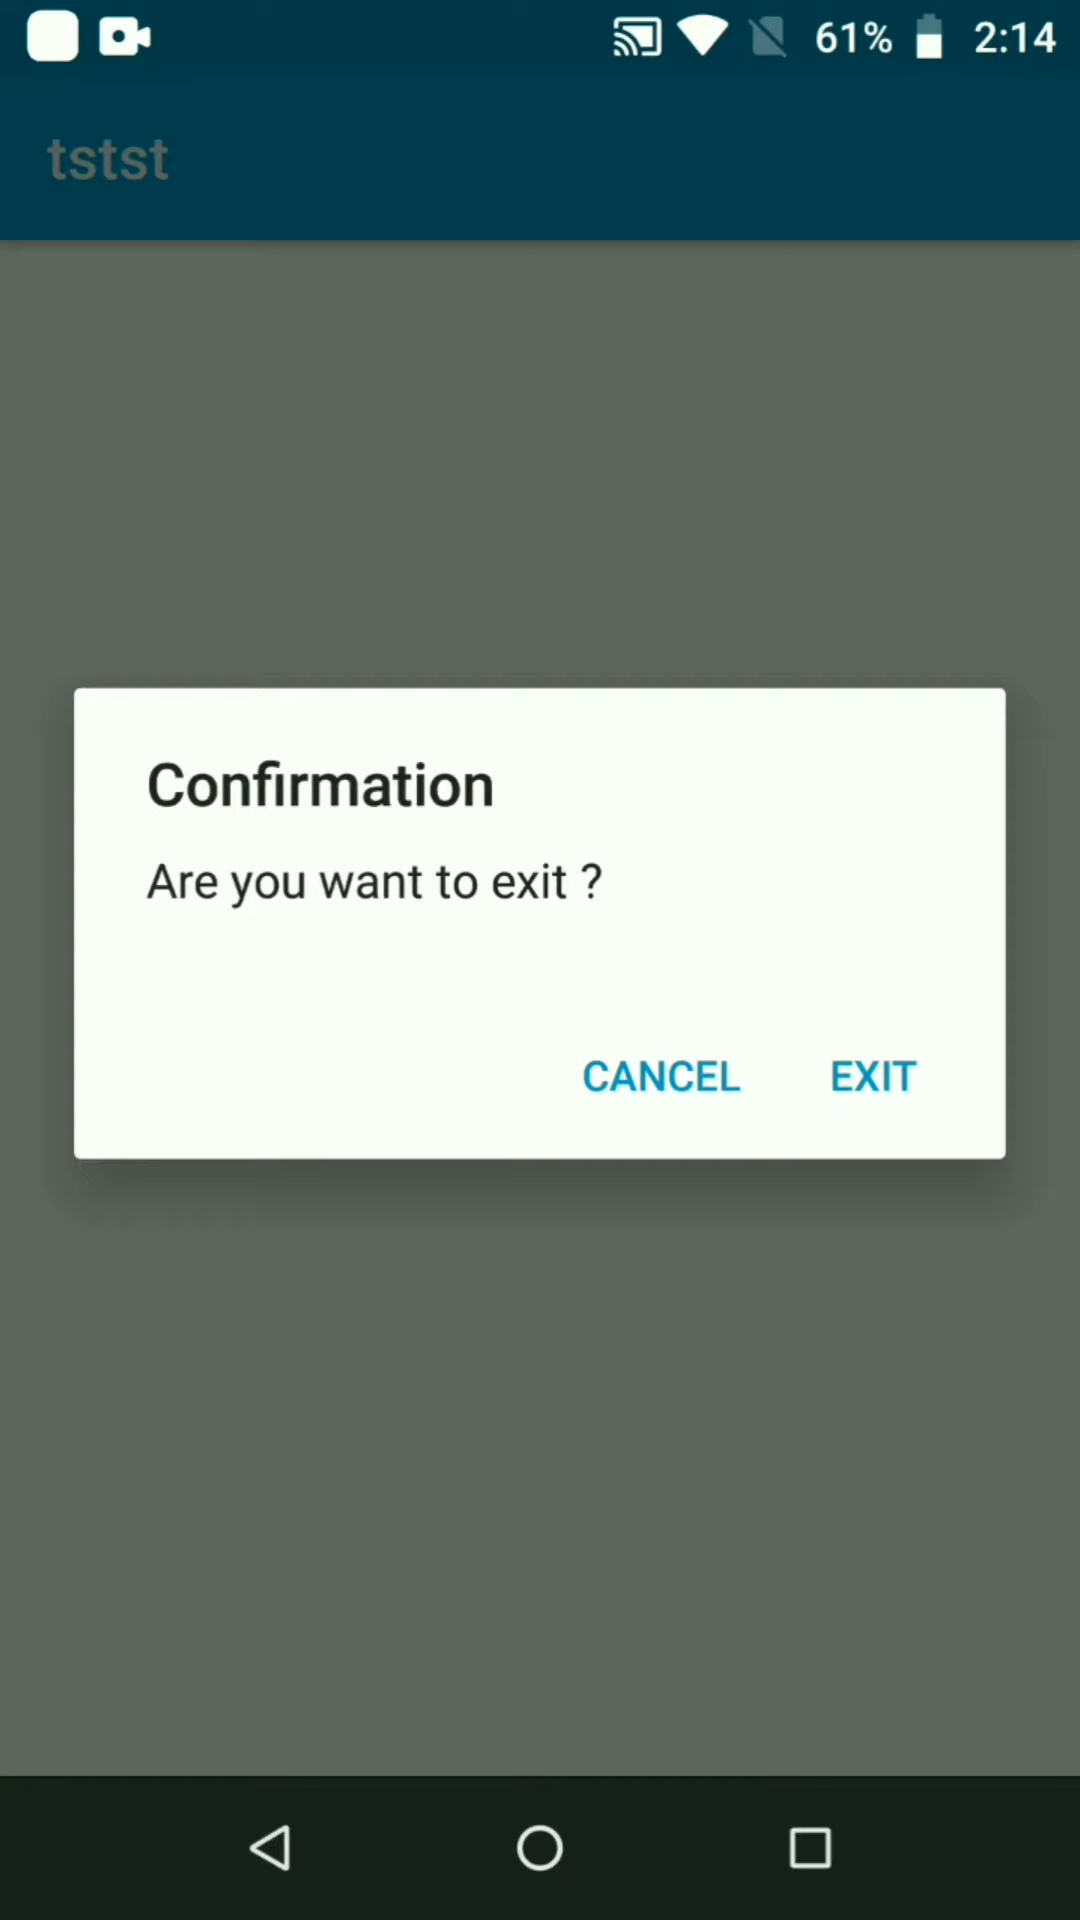 61% 2:14
tstst
Confirmation
Are you want to exit ?
CANCEL EXIT